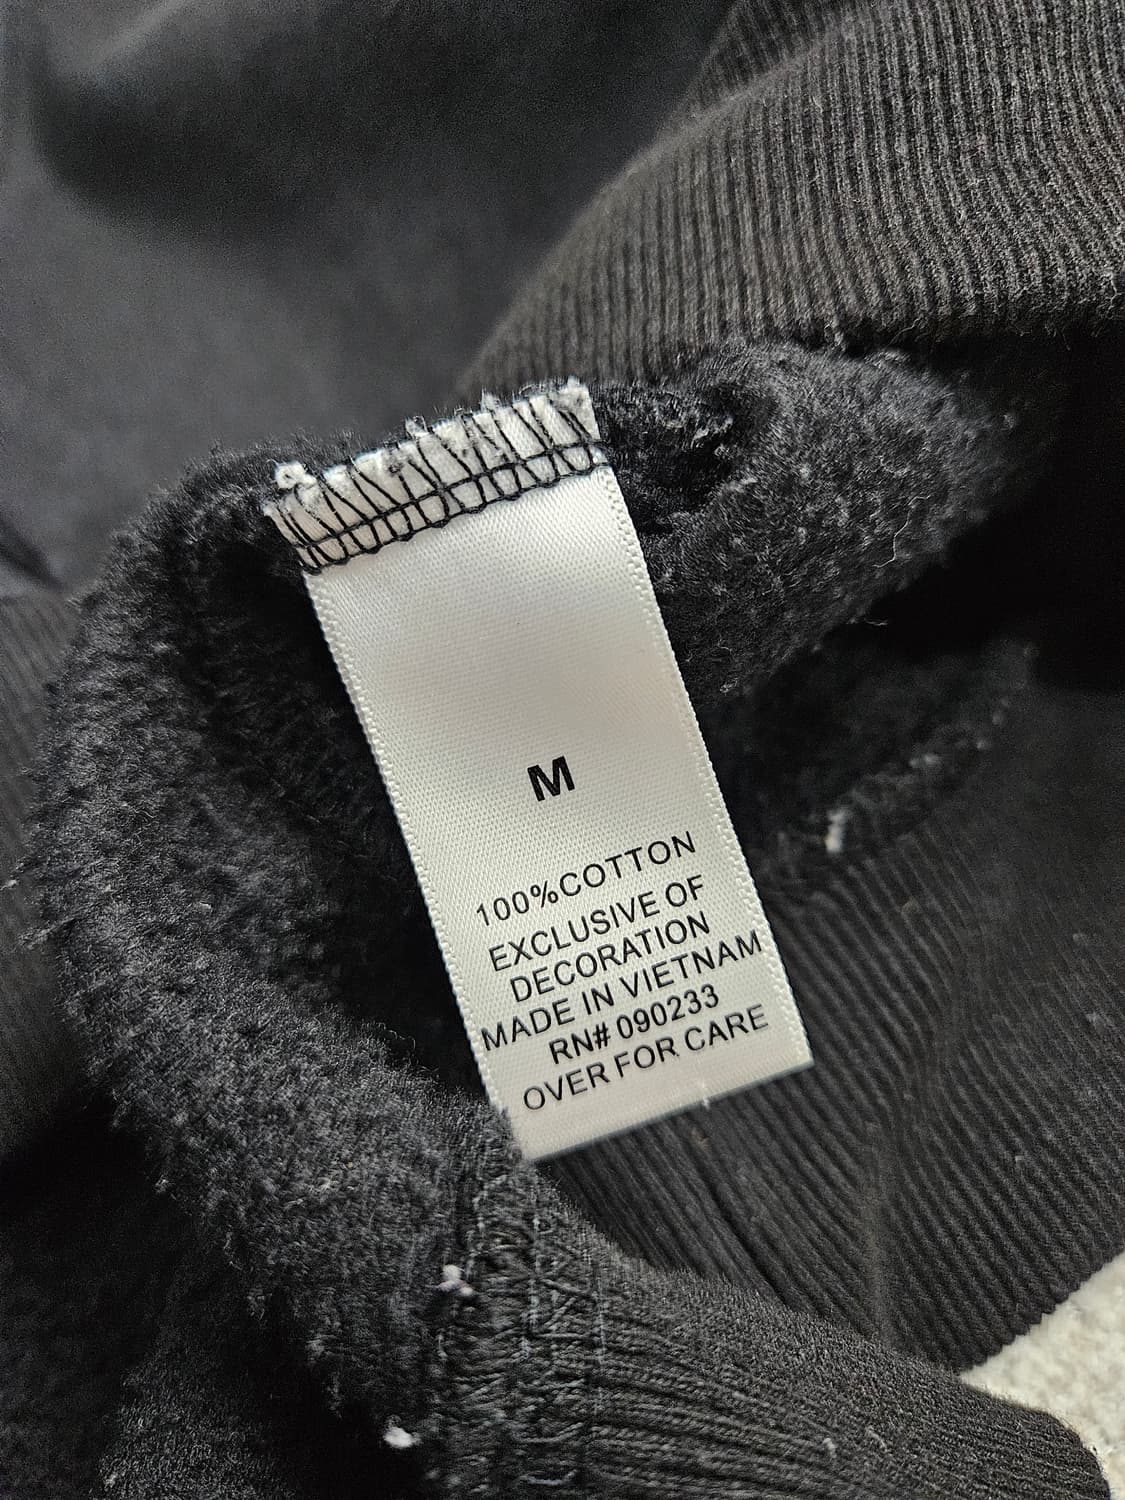 M
100%COTTON
EXCLUSIVE OF
DECORATION
MADE IN VIETNAM
RN# 090233
OVER FOR CARE